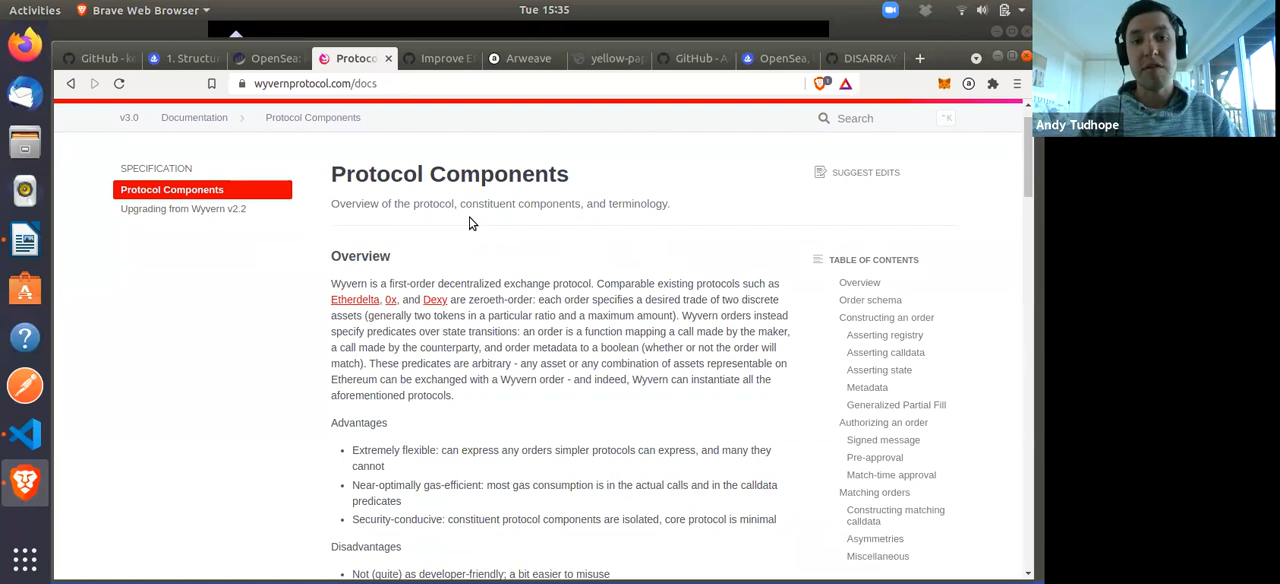 Activities
Brave Web Browser
Tue 15:35
GitHub - ke
1. Structur
OpenSea:
Protoco
Improve E
Arweave
yellow-pap
GitHub - A
OpenSea,
DISARRAY
wyvernprotocol.com/docs
v3.0
Documentation
Protocol Components
Search
^K
Andy Tudhope
SPECIFICATION
Protocol Components
Upgrading from Wyvern v2.2
Protocol Components
SUGGEST EDITS
Overview of the protocol, constituent components, and terminology.
Overview
Wyvern is a first-order decentralized exchange protocol. Comparable existing protocols such as
Etherdelta, 0x, and Dexy are zeroeth-order: each order specifies a desired trade of two discrete
assets (generally two tokens in a particular ratio and a maximum amount). Wyvern orders instead
specify predicates over state transitions: an order is a function mapping a call made by the maker,
a call made by the counterparty, and order metadata to a boolean (whether or not the order will
match). These predicates are arbitrary - any asset or any combination of assets representable on
Ethereum can be exchanged with a Wyvern order - and indeed, Wyvern can instantiate all the
aforementioned protocols.
Advantages
• Extremely flexible: can express any orders simpler protocols can express, and many they
cannot
• Near-optimally gas-efficient: most gas consumption is in the actual calls and in the calldata
predicates
• Security-conducive: constituent protocol components are isolated, core protocol is minimal
Disadvantages
• Not (quite) as developer-friendly; a bit easier to misuse
TABLE OF CONTENTS
Overview
Order schema
Constructing an order
Asserting registry
Asserting calldata
Asserting state
Metadata
Generalized Partial Fill
Authorizing an order
Signed message
Pre-approval
Match-time approval
Matching orders
Constructing matching
calldata
Asymmetries
Miscellaneous